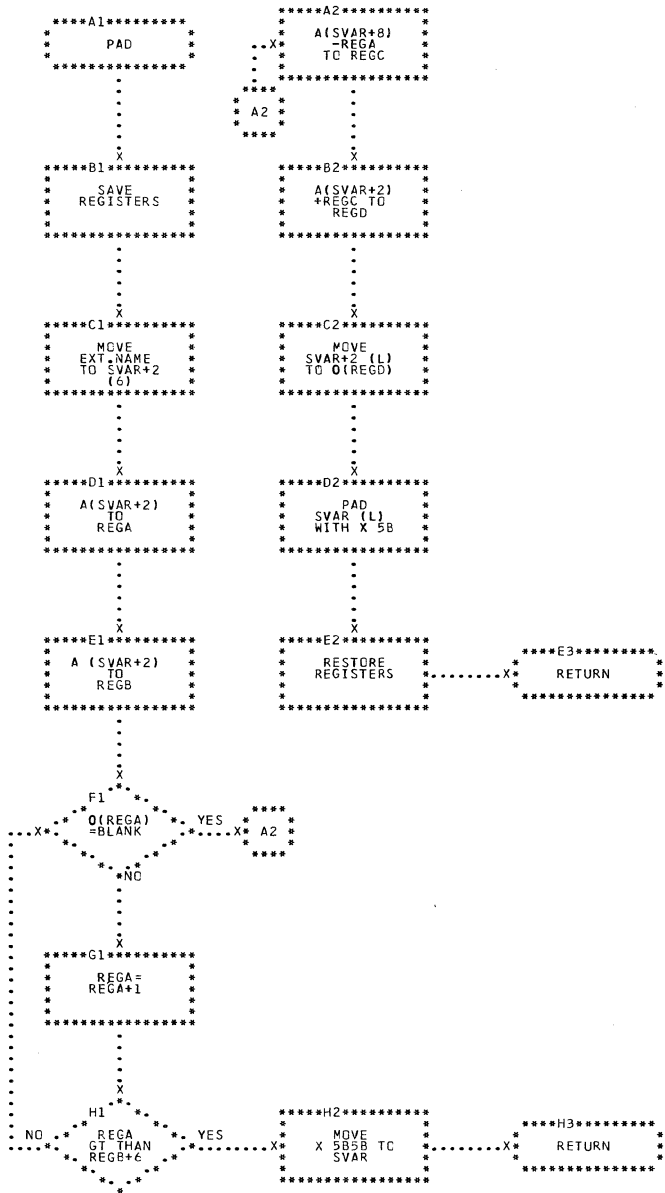 A1
PAD
B1
SAVE
REGISTERS
C1
MOVE
EXT.NAME
TO SVAR+2
(6)
D1
A(SVAR+2)
TO
REGA
E1
A (SVAR+2)
TO
REGB
F1
0(REGA)
=BLANK
YES
A2
NO
G1
REGA=
REGA+1
H1
REGA
GT THAN
REGB+6
NO
YES
A2
A(SVAR+8)
-REGA
TO REGC
A2
B2
A(SVAR+2)
+REGC TO
REGD
C2
MOVE
SVAR+2 (L)
TO 0(REGD)
D2
PAD
SVAR (L)
WITH X 5B
E2
RESTORE
REGISTERS
E3
RETURN
H2
MOVE
X 5B5B TO
SVAR
H3
RETURN